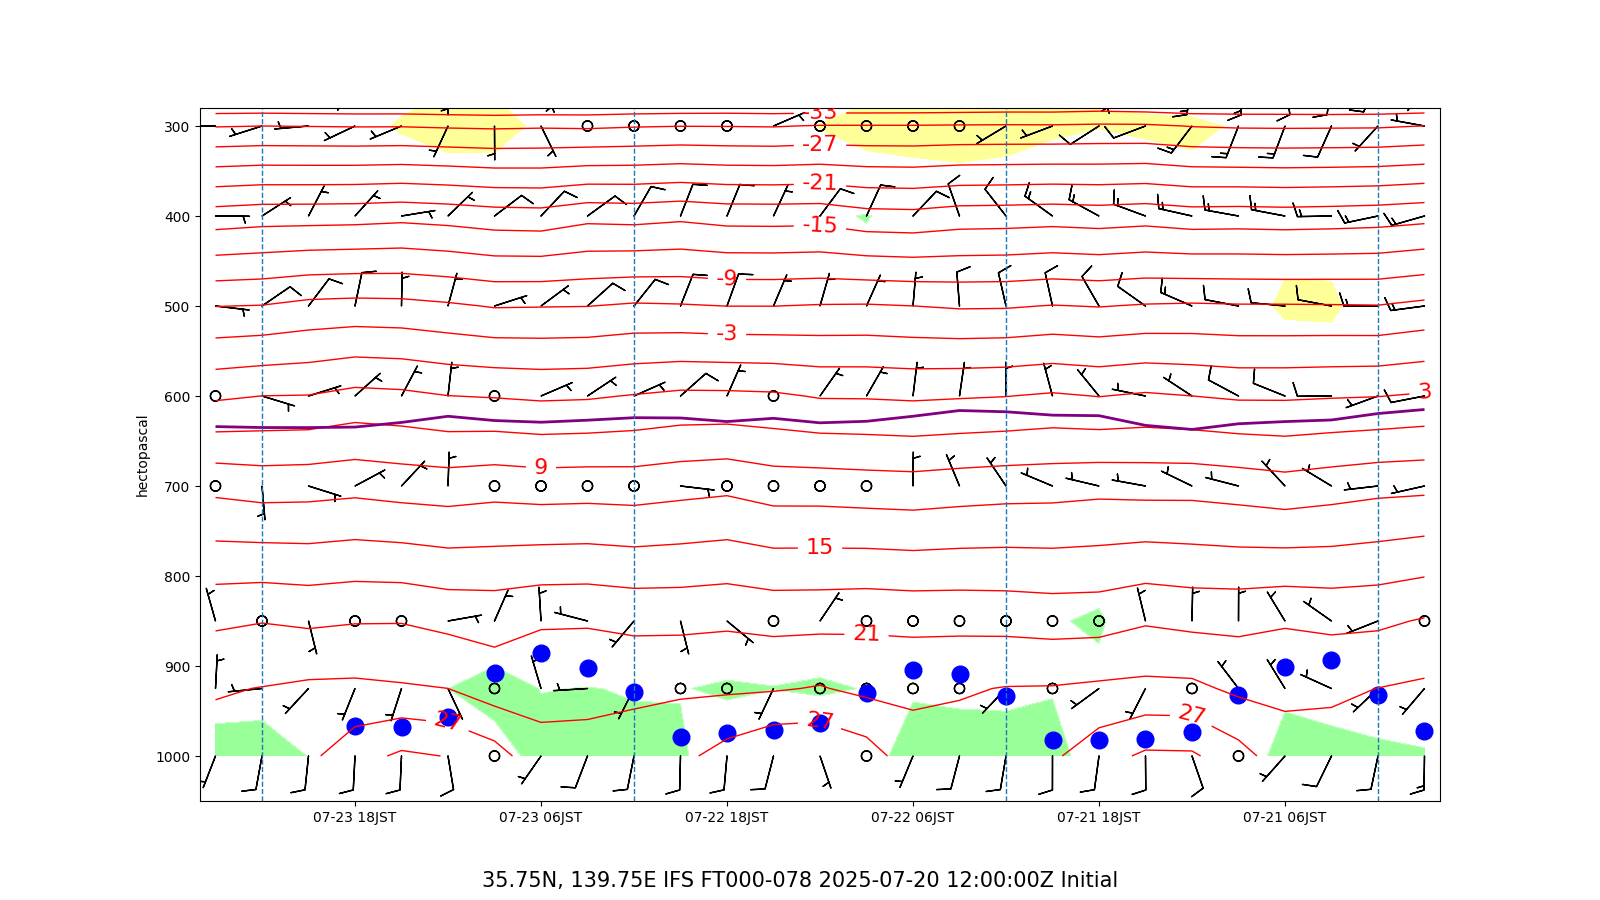 -33
300
-27
-21
400
-15
-9
500
-3
3
600
9
700
15
800
21
900
27
27
27
1000
hectopascal
07-23 18JST
07-23 06JST
07-22 18JST
07-22 06JST
07-21 18JST
07-21 06JST
35.75N, 139.75E IFS FT000-078 2025-07-20 12:00:00Z Initial